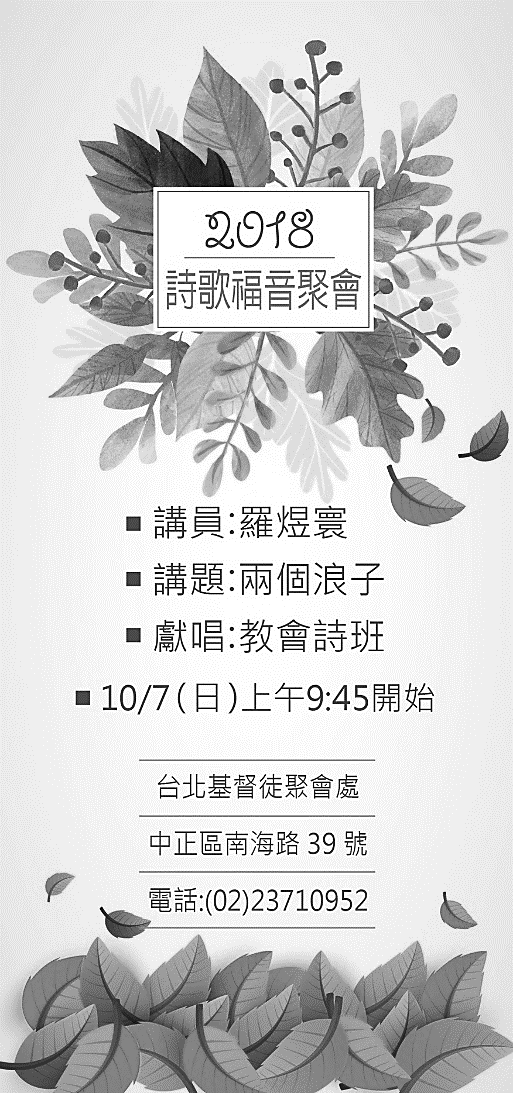 2018
詩歌福音聚會
■ 講員:羅煜寰
■ 講題:兩個浪子
■ 獻唱:教會詩班
■ 10/7(日)上午9:45開始
台北基督徒聚會處
中正區南海路 39 號
電話:(02)23710952